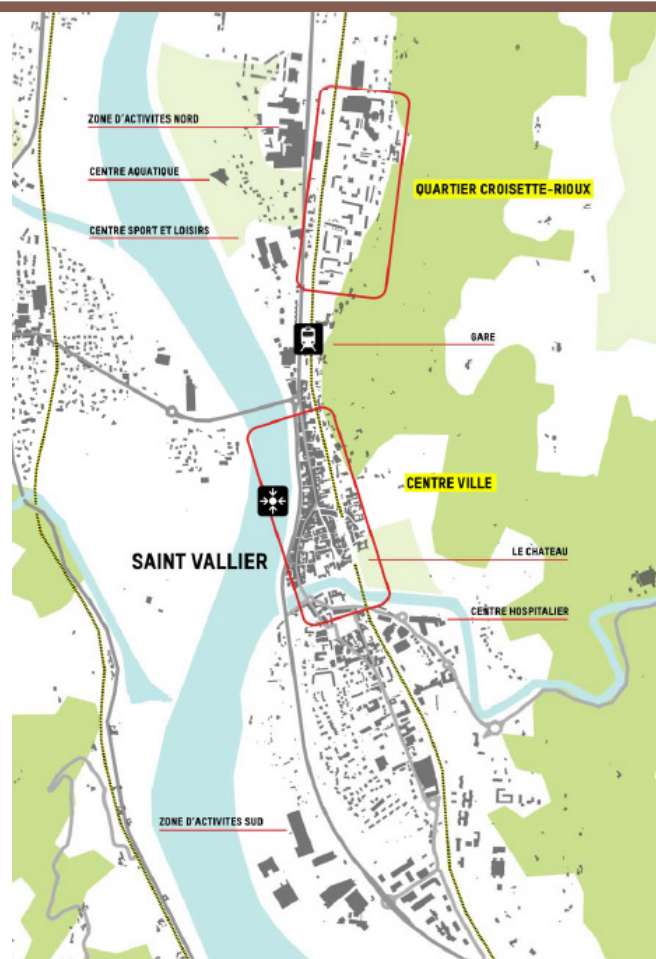 ZONE D'ACTIVITES NORD
CENTRE AQUATIQUE
QUARTIER CROISETTE-RIOUX
CENTRE SPORT ET LOISIRS
GARE
CENTRE VILLE
SAINT VALLIER
LE CHATEAU
CENTRE HOSPITALIER
ZONE D'ACTIVITES SUD